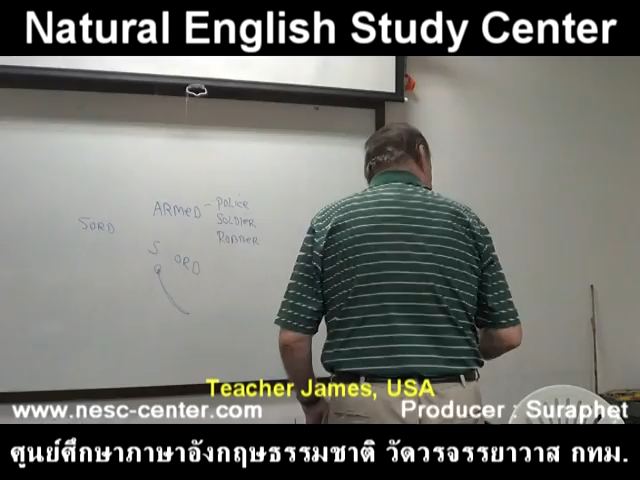 Natural English Study Center
ARMED - POLICE
SOLDIER
ROBBER
SORD
S ORD
Teacher James, USA
www.nesc-center.com
Producer : Suraphet
ศูนย์ศึกษาภาษาอังกฤษธรรมชาติ วัดวรจรรยาวาส กทม.